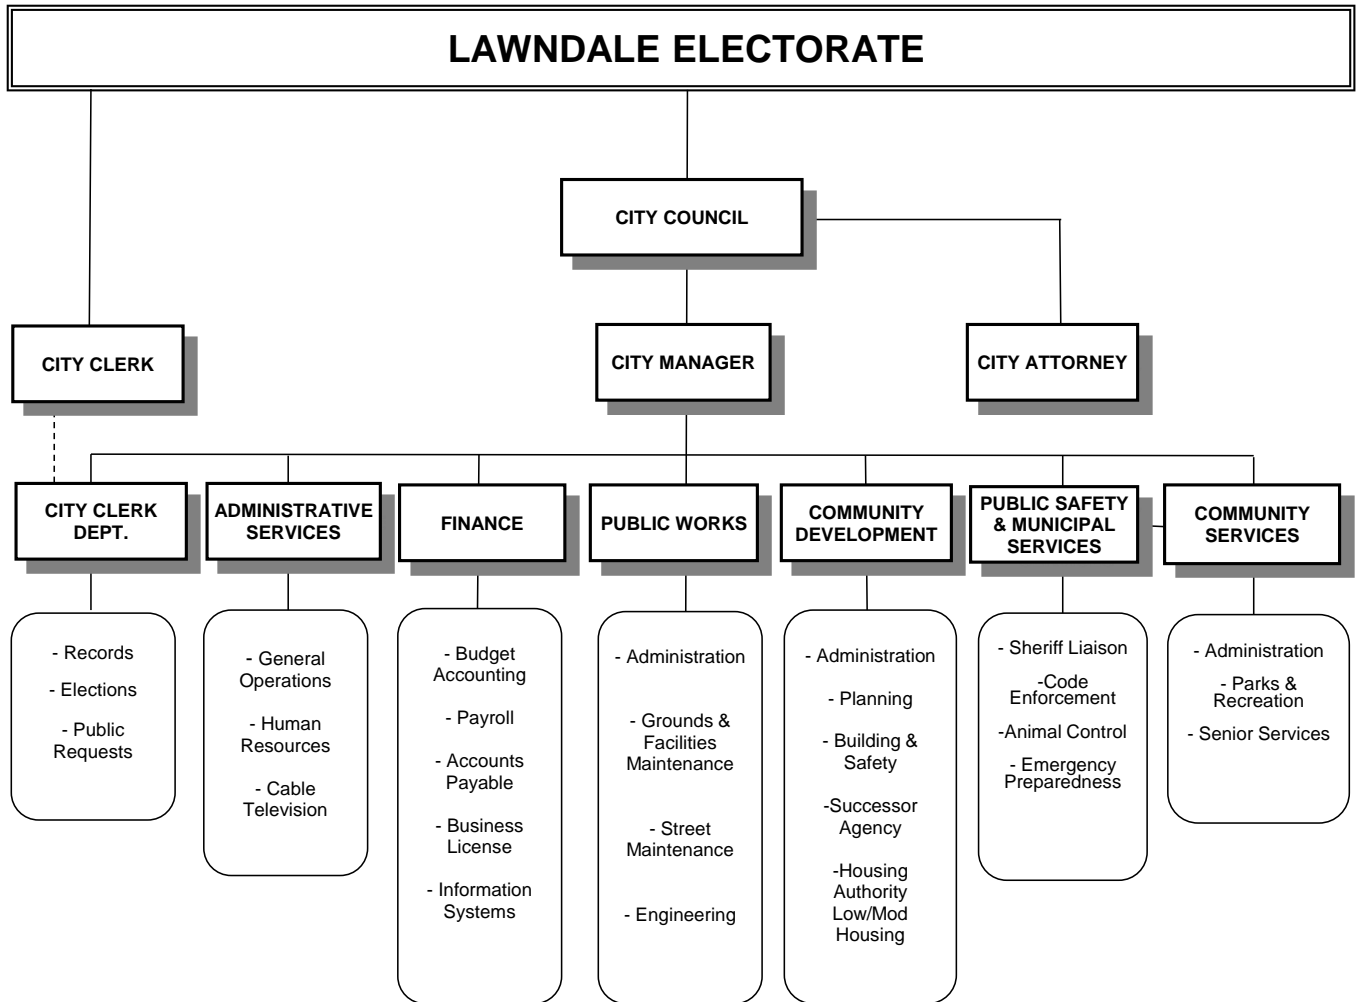 LAWNDALE ELECTORATE
CITY COUNCIL
CITY CLERK
CITY MANAGER
CITY ATTORNEY
CITY CLERK
DEPT.
ADMINISTRATIVE
SERVICES
FINANCE
PUBLIC WORKS
COMMUNITY
DEVELOPMENT
PUBLIC SAFETY
& MUNICIPAL
SERVICES
COMMUNITY
SERVICES
- Records
- Elections
- Public
Requests
- General
Operations
- Human
Resources
- Cable
Television
- Budget
Accounting
- Payroll
- Accounts
Payable
- Business
License
- Information
Systems
- Administration
- Grounds &
Facilities
Maintenance
- Street
Maintenance
- Engineering
- Administration
- Planning
- Building &
Safety
-Successor
Agency
-Housing
Authority
Low/Mod
Housing
- Sheriff Liaison
-Code
Enforcement
-Animal Control
- Emergency
Preparedness
- Administration
- Parks &
Recreation
- Senior Services